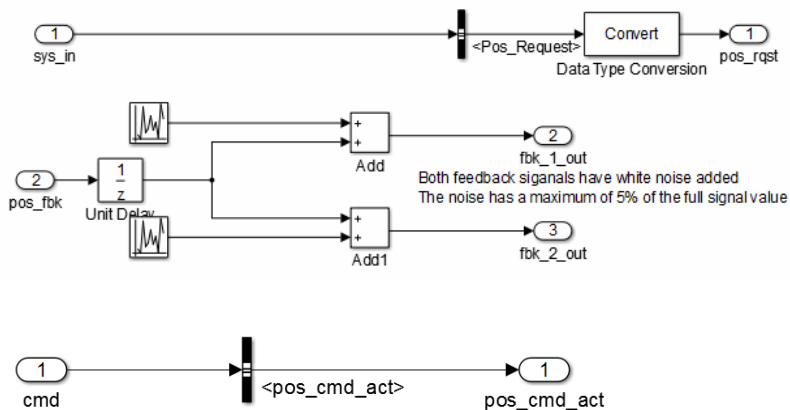 1
sys_in
<Pos_Request>
Convert
Data Type Conversion
1
pos_rqst
+
+
Add
2
fbk_1_out
2
pos_fbk
1
z
Unit Delay
Both feedback siganals have white noise added
The noise has a maximum of 5% of the full signal value
+
+
Add1
3
fbk_2_out
1
cmd
<pos_cmd_act>
1
pos_cmd_act